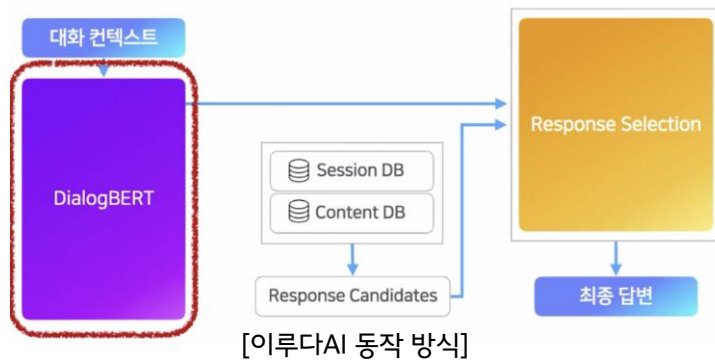 대화 컨텍스트
DialogBERT
Session DB
Content DB
Response Candidates
Response Selection
최종 답변
[이루다AI 동작 방식]